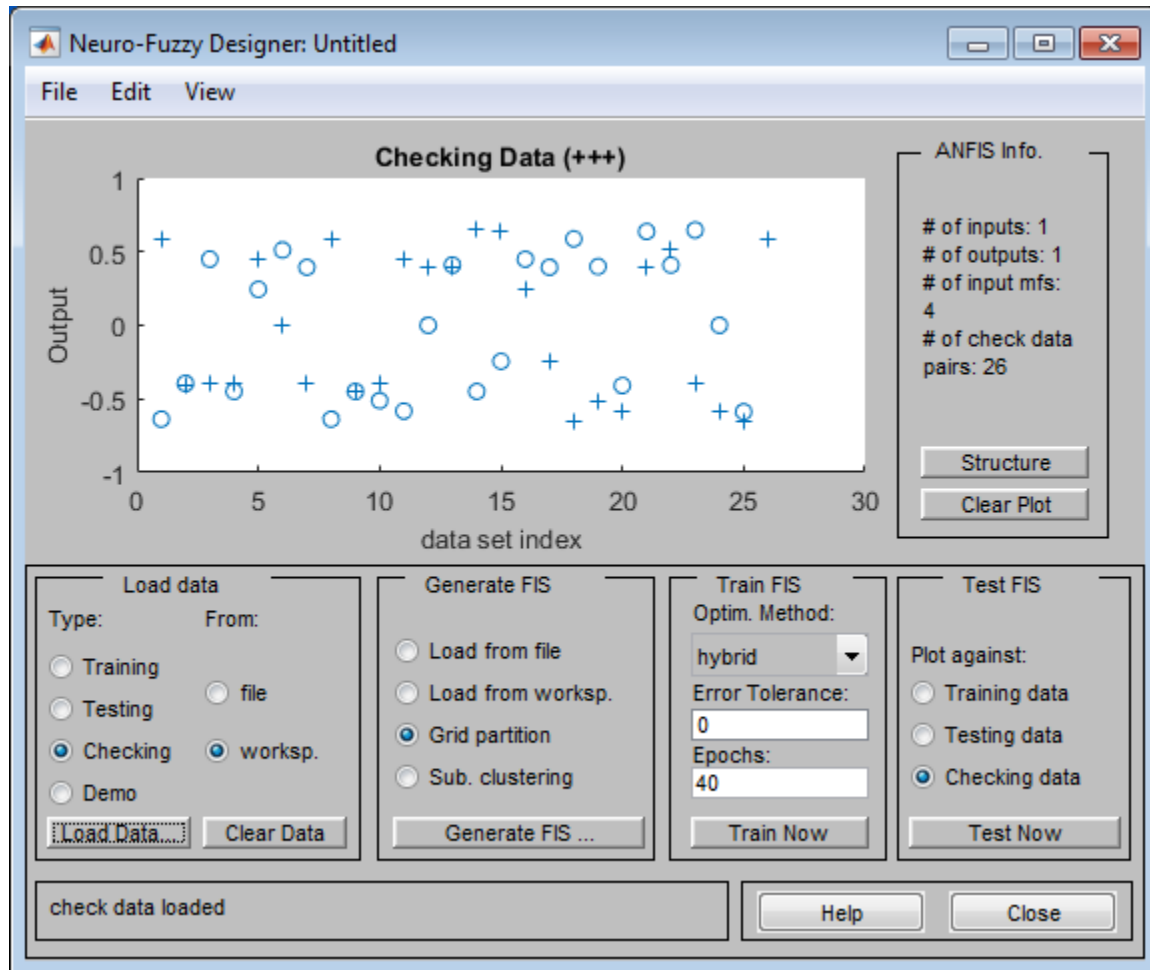 Neuro-Fuzzy Designer: Untitled
File Edit View
Checking Data (+++)
1
0.5
0
-0.5
-1
Output
0 5 10 15 20 25 30
data set index
ANFIS Info.
# of inputs: 1
# of outputs: 1
# of input mfs:
4
# of check data
pairs: 26
Structure
Clear Plot
Load data
Type: From:
Training
Testing
Checking
Demo
file
worksp.
Load Data... Clear Data
Generate FIS
Load from file
Load from worksp.
Grid partition
Sub. clustering
Generate FIS ...
Train FIS
Optim. Method:
hybrid
Error Tolerance:
0
Epochs:
40
Train Now
Test FIS
Plot against:
Training data
Testing data
Checking data
Test Now
check data loaded
Help Close